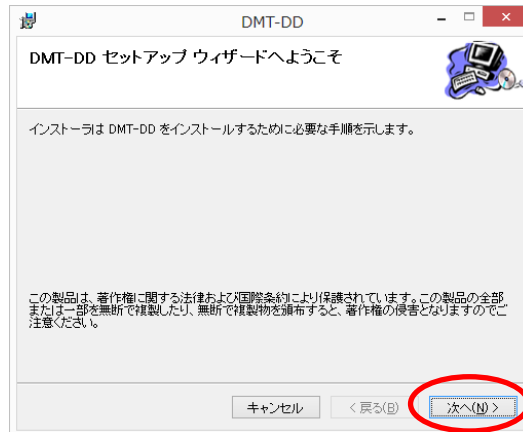 DMT-DD
DMT-DD セットアップ ウィザードへようこそ
インストーラは DMT-DD をインストールするために必要な手順を示します。
この製品は、著作権に関する法律および国際条約により保護されています。この製品の全部
または一部を無断で複製したり、無断で複製物を頒布すると、著作権の侵害となりますのでご
注意ください。
キャンセル
< 戻る(B)
次へ(N) >